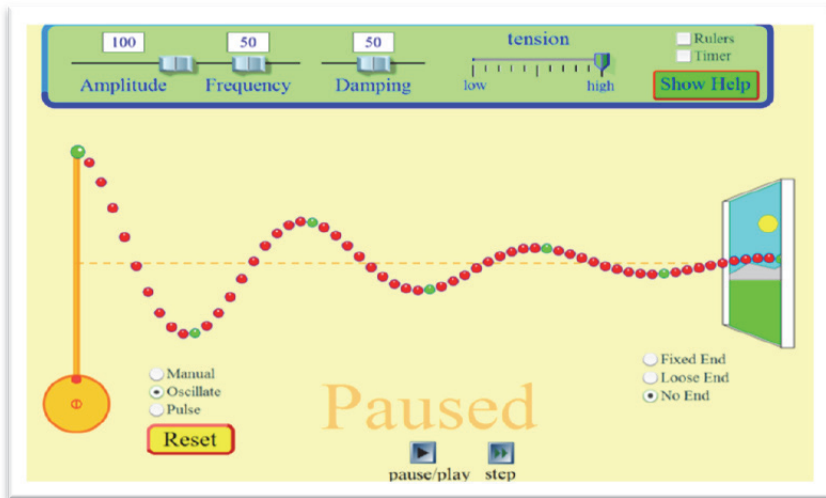 100 50 50
tension
Rulers
Timer
Amplitude Frequency Damping
low high
Show Help
Manual
Oscillate
Pulse
Reset
Fixed End
Loose End
No End
Paused
pause/play step